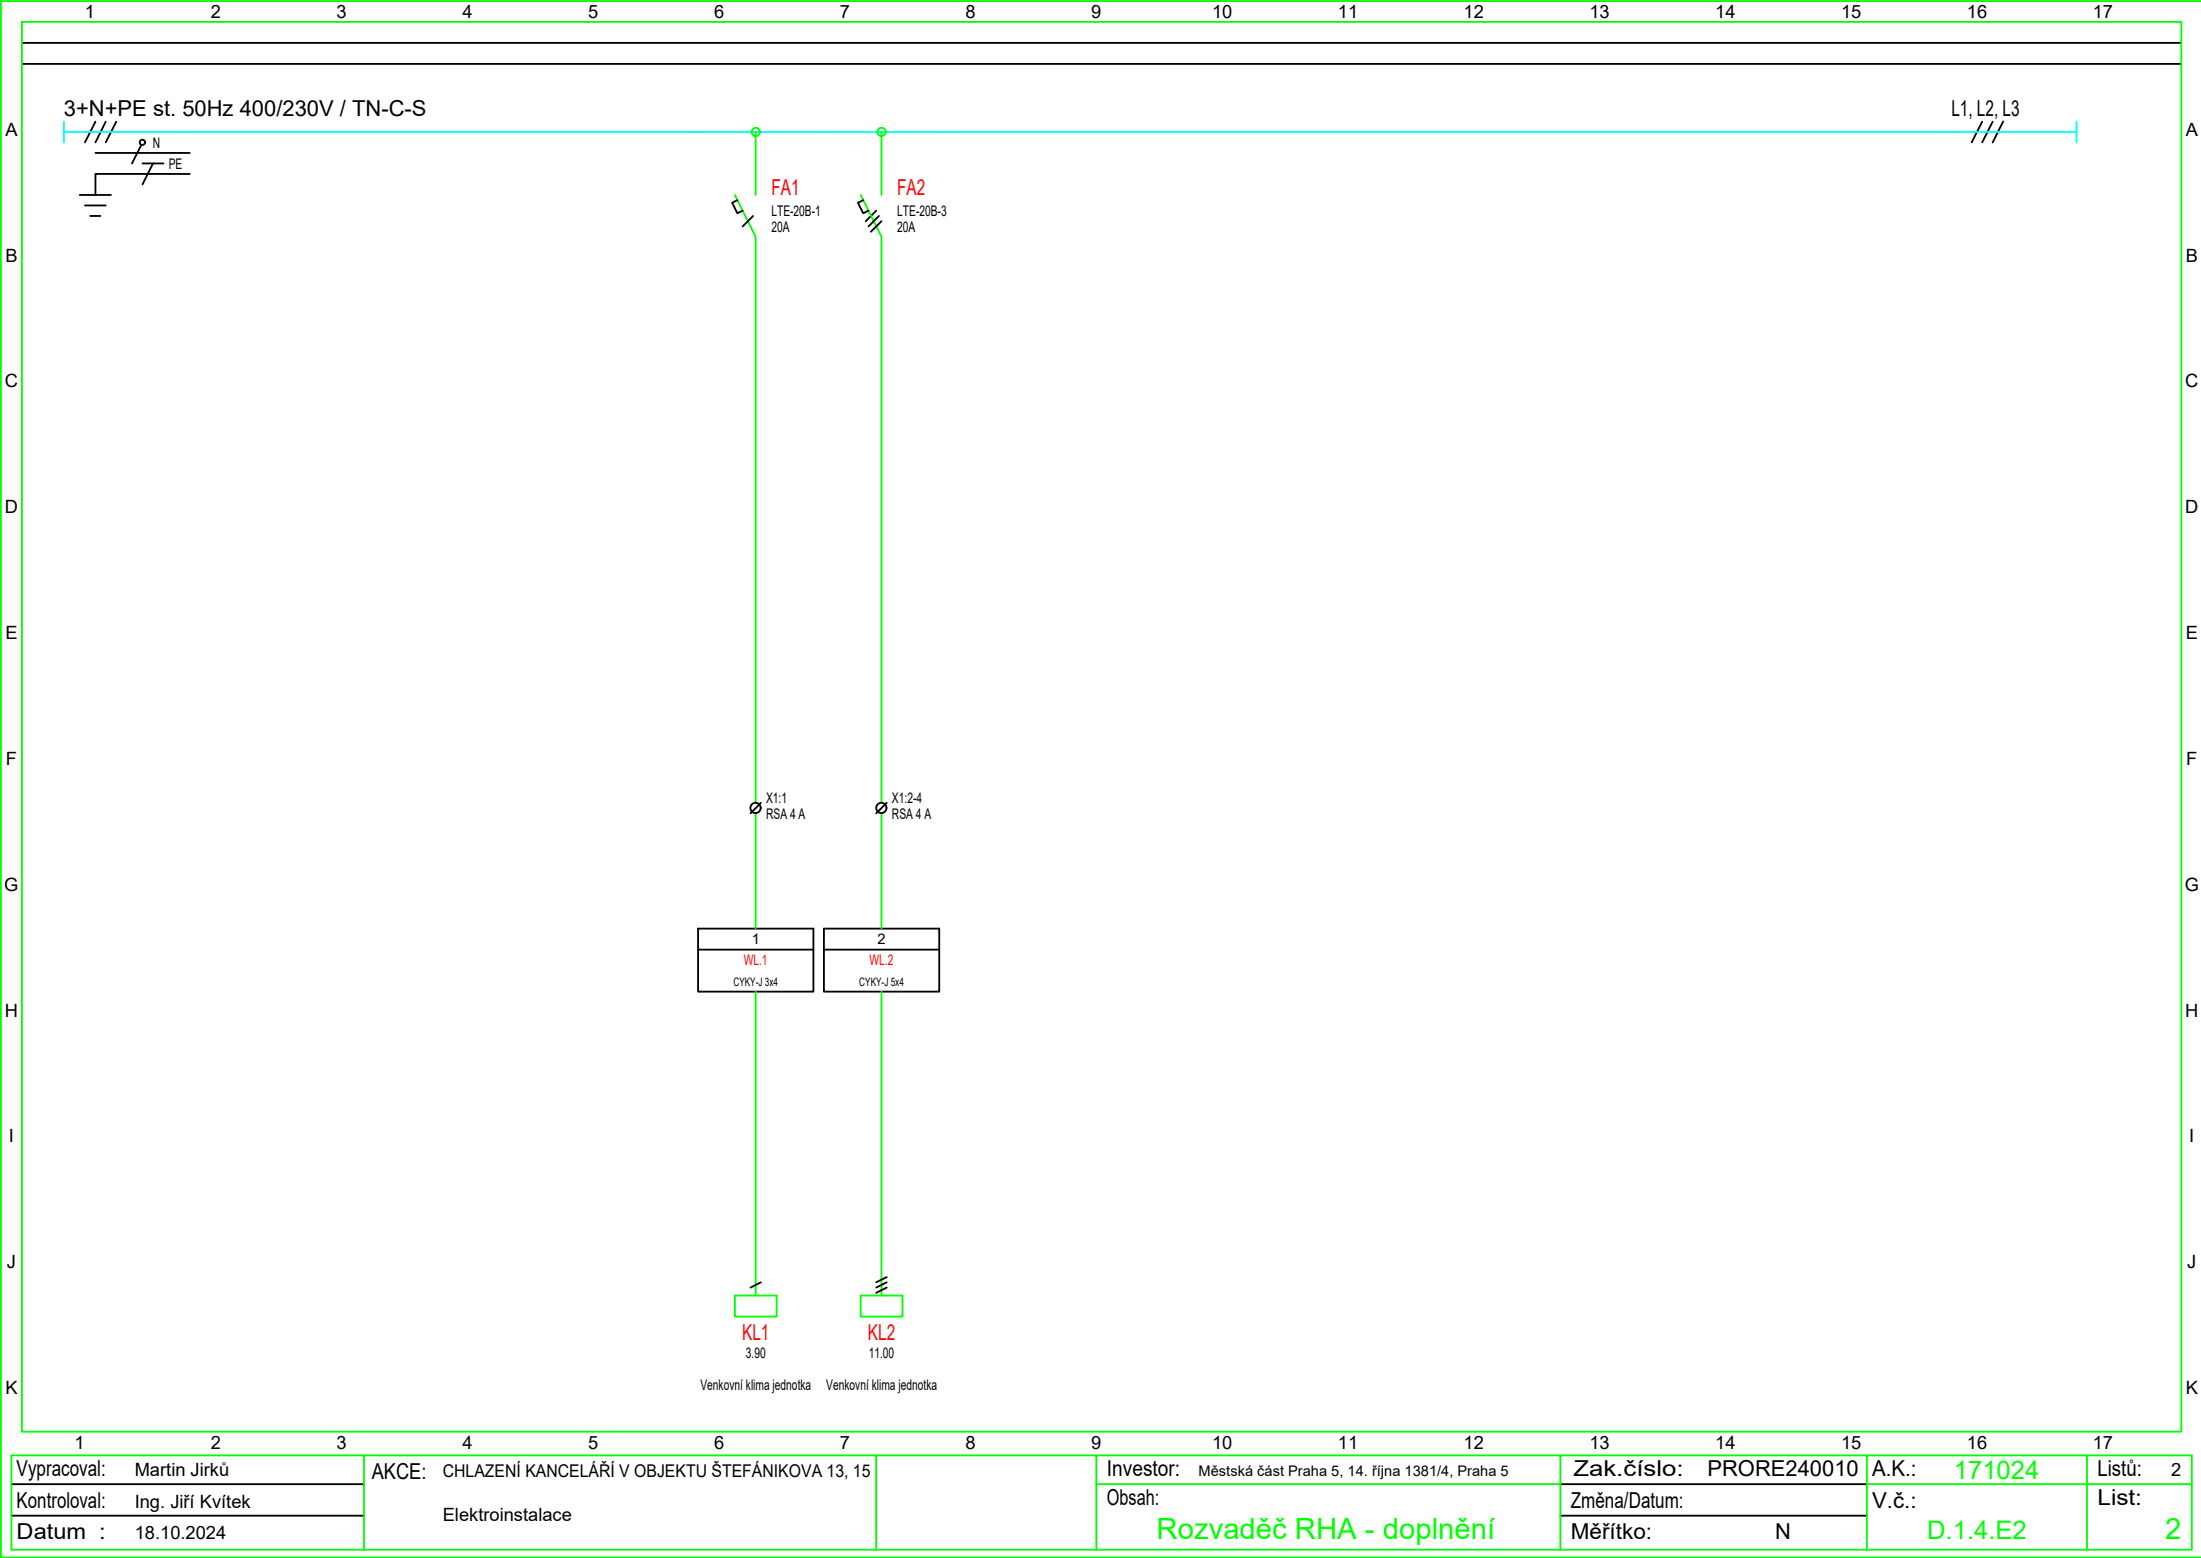 1 2 3 4 5 6 7 8 9 10 11 12 13 14 15 16 17
3+N+PE st. 50Hz 400/230V / TN-C-S
L1, L2, L3
A A
N
PE
FA1
LTE-20B-1
20A
FA2
LTE-20B-3
20A
B B
C C
D D
E E
F F
X1:1
RSA 4 A
X1:2-4
RSA 4 A
G G
1
WL.1
CYKY-J 3x4
2
WL.2
CYKY-J 5x4
H H
I I
J J
KL1
3.90
Venkovní klima jednotka
KL2
11.00
Venkovní klima jednotka
K K
1 2 3 4 5 6 7 8 9 10 11 12 13 14 15 16 17
Vypracoval: Martin Jirků
Kontroloval: Ing. Jiří Kvítek
Datum : 18.10.2024
AKCE: CHLAZENÍ KANCELÁŘÍ V OBJEKTU ŠTEFÁNIKOVA 13, 15
Elektroinstalace
Investor: Městská část Praha 5, 14. října 1381/4, Praha 5
Obsah:
Rozvaděč RHA - doplnění
Zak.číslo: PRORE240010
Změna/Datum:
Měřítko: N
A.K.: 171024
V.č.:
D.1.4.E2
Listů: 2
List:
2